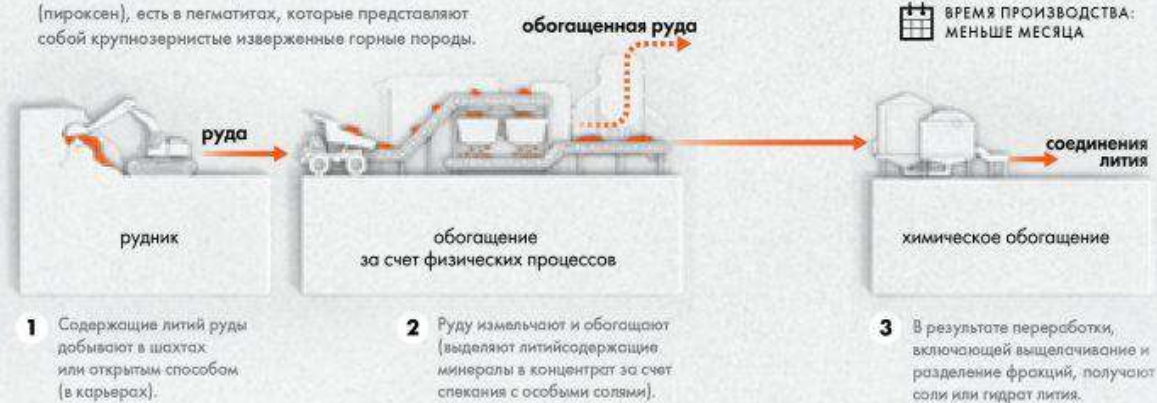 (пироксен), есть в пегматитах, которые представляют
собой крупнозернистые изверженные горные породы.
обогащенная руда
ВРЕМЯ ПРОИЗВОДСТВА:
МЕНЬШЕ МЕСЯЦА
руда
соединения
лития
рудник
обогащение
за счет физических процессов
химическое обогащение
1 Содержащие литий руды
добывают в шахтах
или открытым способом
(в карьерах).
2 Руду измельчают и обогащают
(выделяют литийсодержащие
минералы в концентрат за счет
спекания с особыми солями).
3 В результате переработки,
включающей выщелачивание и
разделение фракций, получают
соли или гидрат лития.